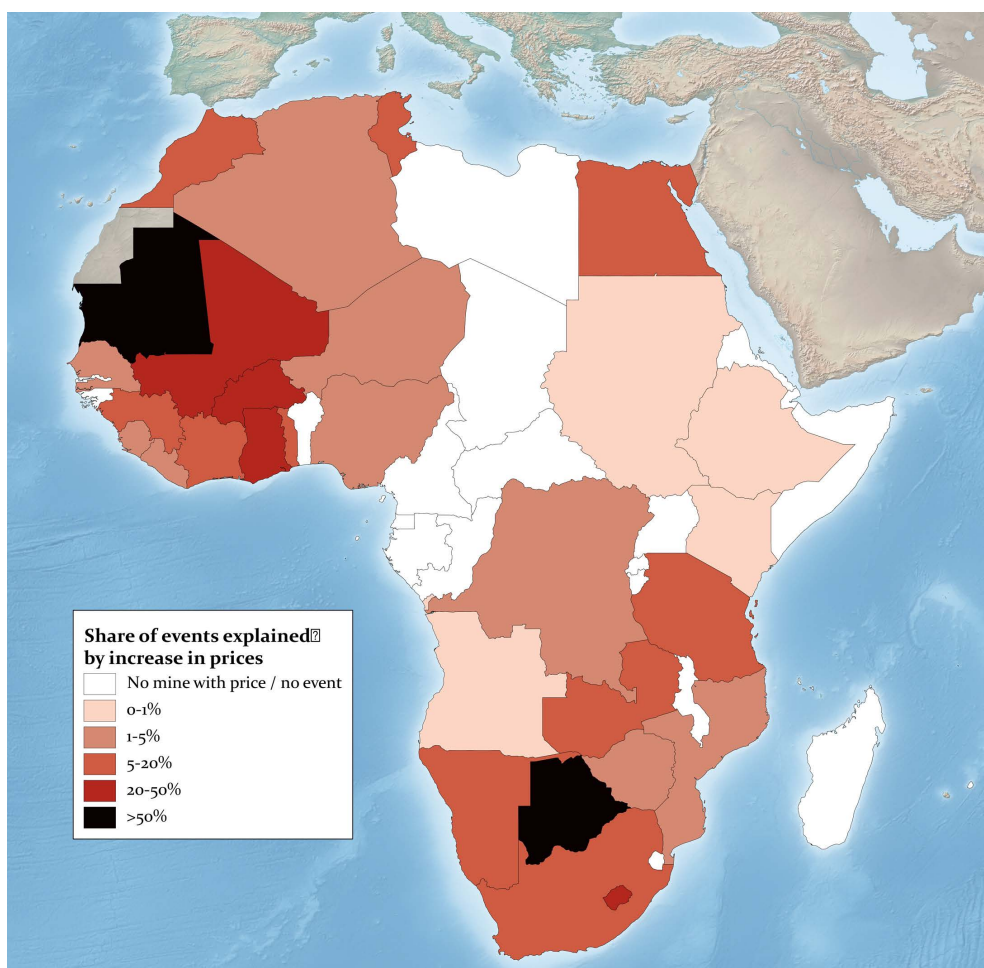 Share of events explained
by increase in prices
No mine with price / no event
0-1%
1-5%
5-20%
20-50%
>50%